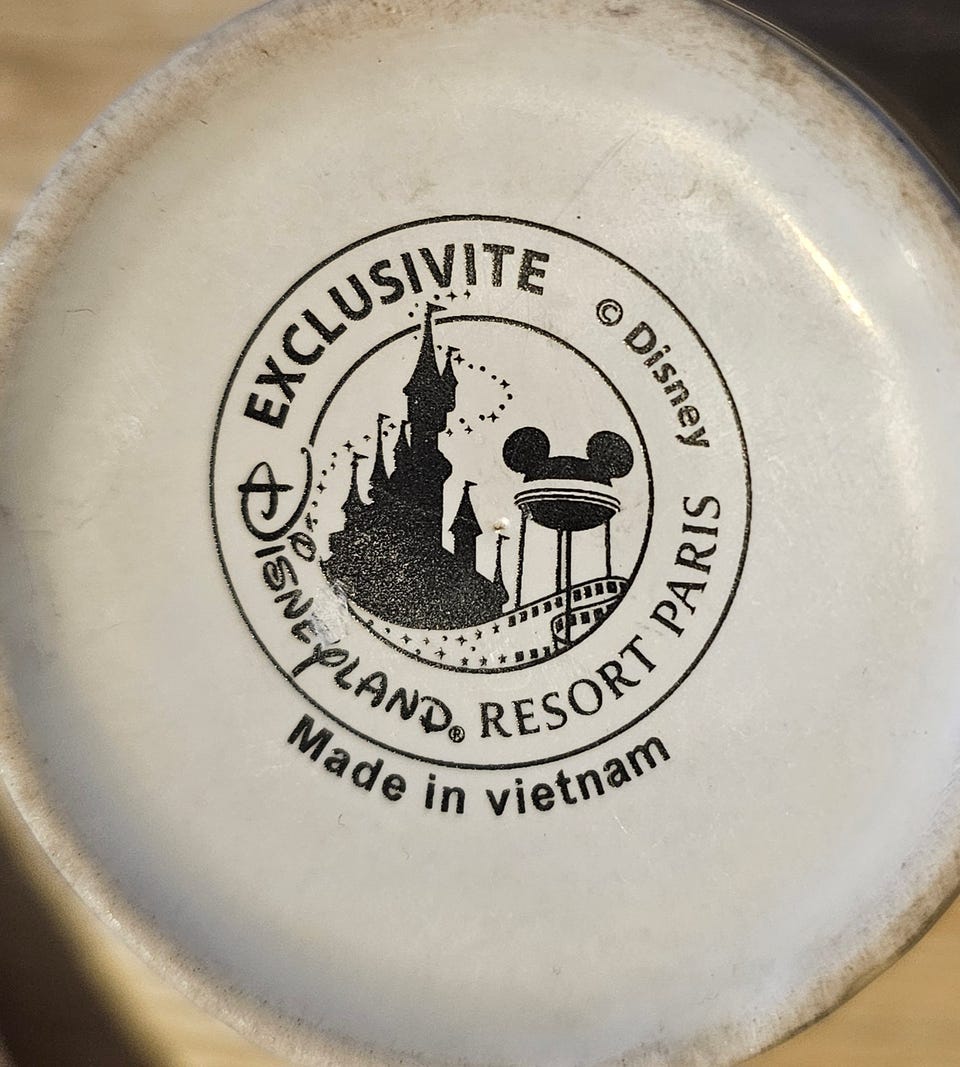 EXCLUSIVITE
© Disney
DISNEYLAND® RESORT PARIS
Made in vietnam